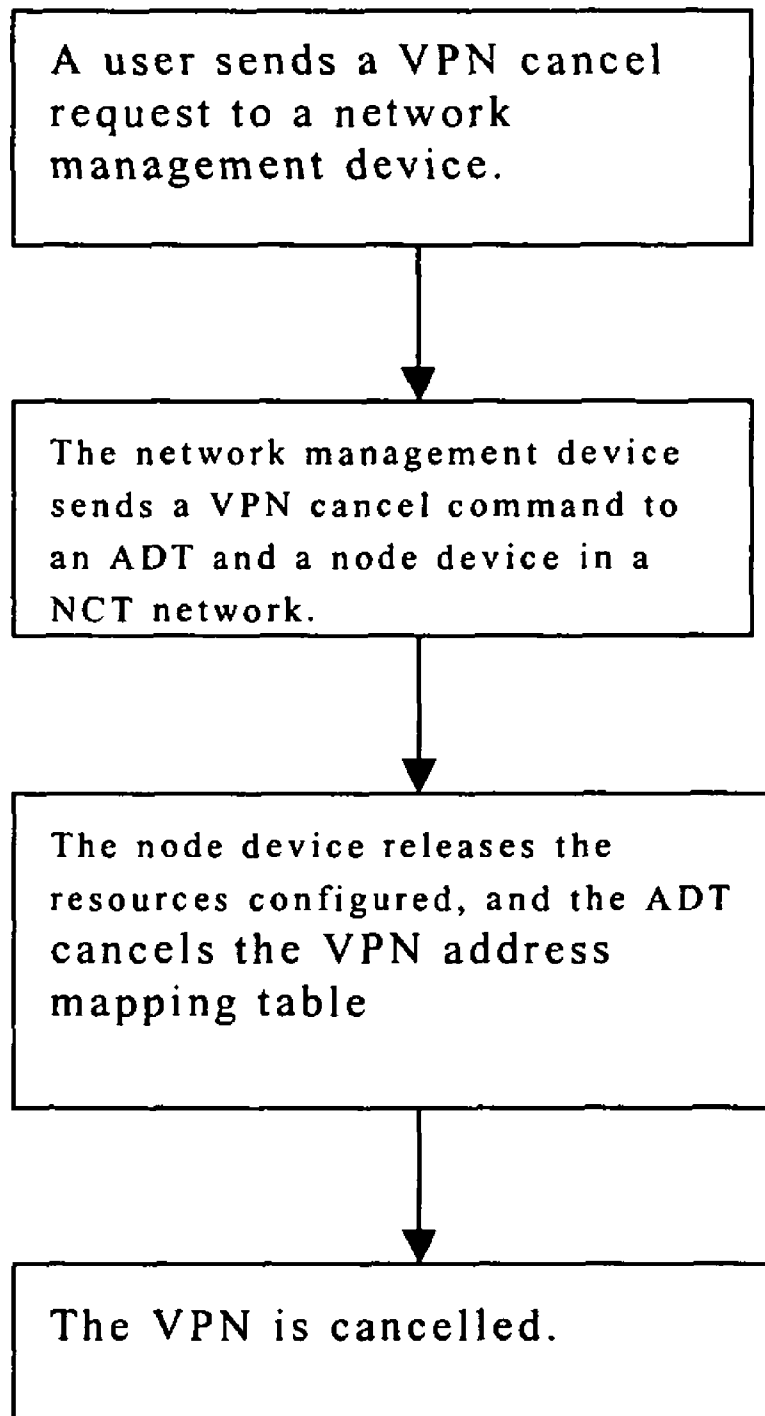 A user sends a VPN cancel
request to a network
management device.
The network management device
sends a VPN cancel command to
an ADT and a node device in a
NCT network.
The node device releases the
resources configured, and the ADT
cancels the VPN address
mapping table
The VPN is cancelled.